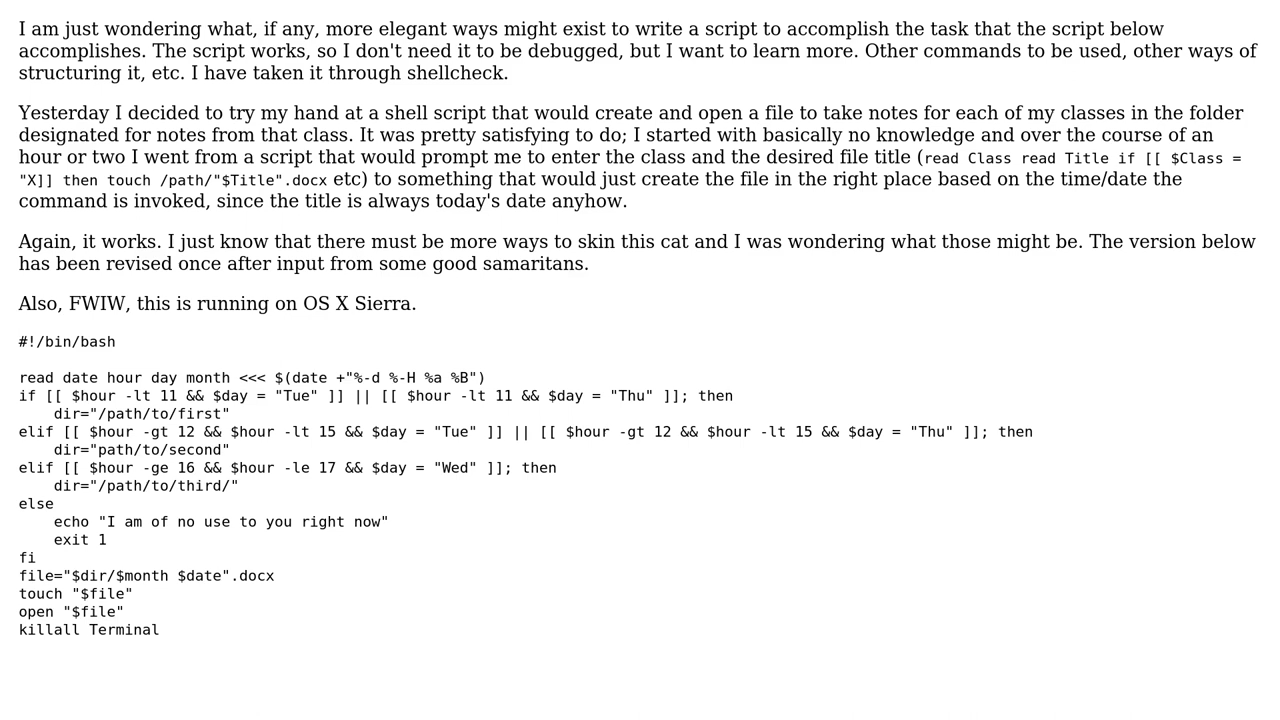 I am just wondering what, if any, more elegant ways might exist to write a script to accomplish the task that the script below
accomplishes. The script works, so I don't need it to be debugged, but I want to learn more. Other commands to be used, other ways of
structuring it, etc. I have taken it through shellcheck.
Yesterday I decided to try my hand at a shell script that would create and open a file to take notes for each of my classes in the folder
designated for notes from that class. It was pretty satisfying to do; I started with basically no knowledge and over the course of an
hour or two I went from a script that would prompt me to enter the class and the desired file title (read Class read Title if [[ $Class =
"X]] then touch /path/"$Title".docx etc) to something that would just create the file in the right place based on the time/date the
command is invoked, since the title is always today's date anyhow.
Again, it works. I just know that there must be more ways to skin this cat and I was wondering what those might be. The version below
has been revised once after input from some good samaritans.
Also, FWIW, this is running on OS X Sierra.
#!/bin/bash
read date hour day month <<< $(date +"%-d %-H %a %B")
if [[ $hour -lt 11 && $day = "Tue" ]] || [[ $hour -lt 11 && $day = "Thu" ]]; then
    dir="/path/to/first"
elif [[ $hour -gt 12 && $hour -lt 15 && $day = "Tue" ]] || [[ $hour -gt 12 && $hour -lt 15 && $day = "Thu" ]]; then
    dir="path/to/second"
elif [[ $hour -ge 16 && $hour -le 17 && $day = "Wed" ]]; then
    dir="/path/to/third/"
else
    echo "I am of no use to you right now"
    exit 1
fi
file="$dir/$month $date".docx
touch "$file"
open "$file"
killall Terminal